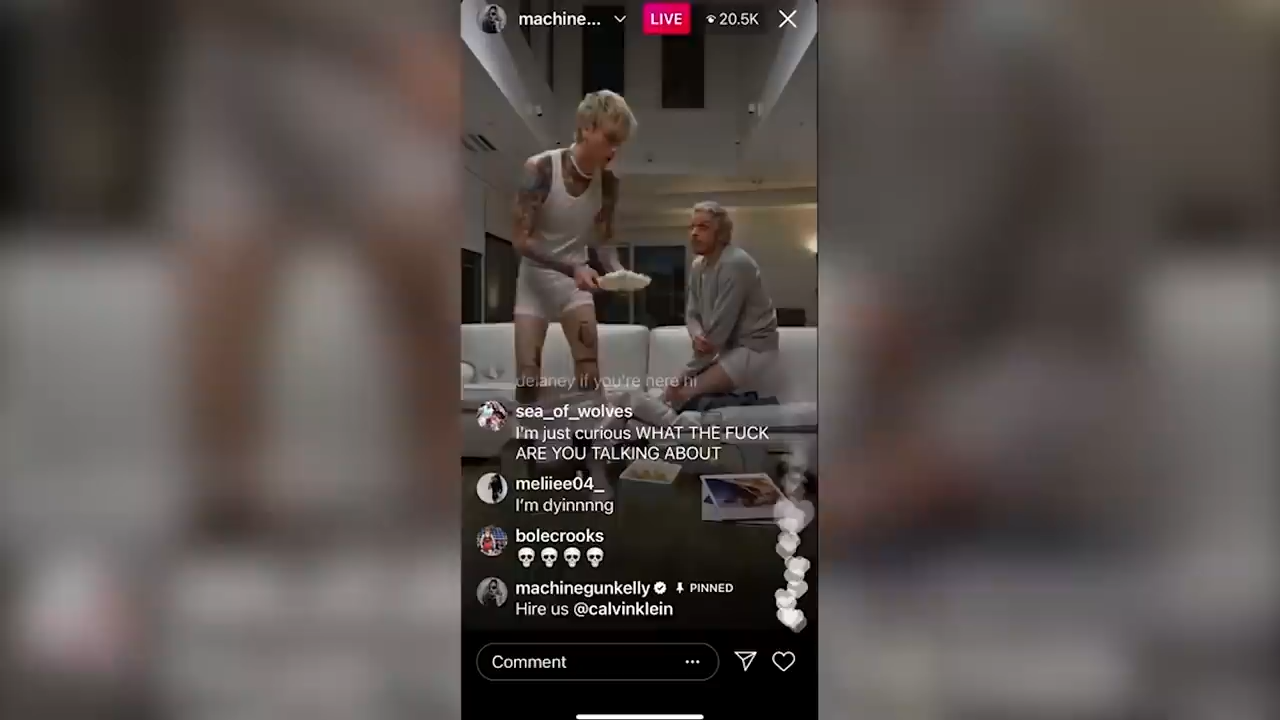 machine...
LIVE
20.5K
delaney if you're here hi
sea_of_wolves
I'm just curious WHAT THE FUCK
ARE YOU TALKING ABOUT
meliiee04_
I'm dyinnnng
bolecrooks
💀💀💀💀
machinegunkelly PINNED
Hire us @calvinklein
Comment